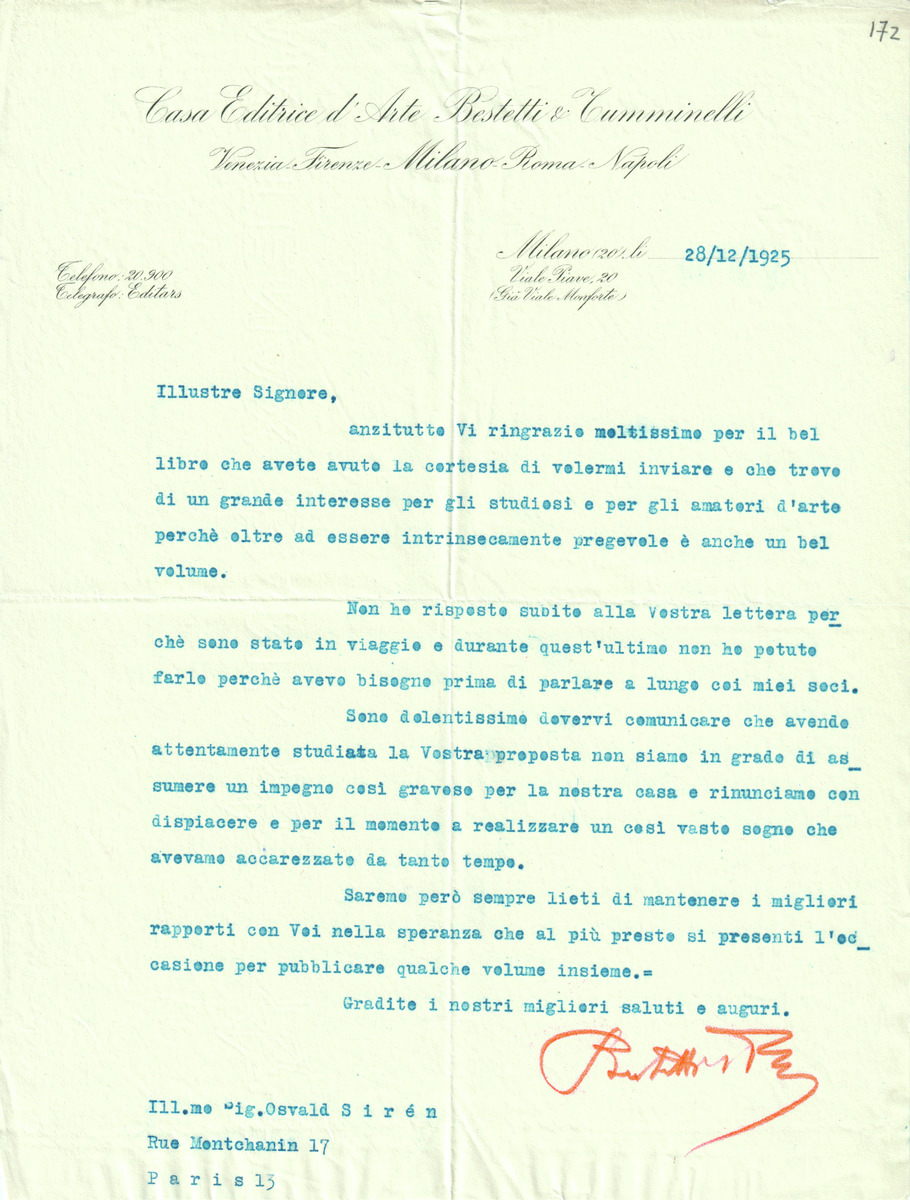 172
Casa Editrice d'Arte Bestetti & Tumminelli
Venezia - Firenze - Milano - Roma - Napoli
Milano (20), li 28/12/1925
Telefono: 20.900
Viale Piave, 20
Telegrafo: Editars
(Già Viale Monforte)
Illustre Signore,
anzitutto Vi ringrazio moltissimo per il bel
libro che avete avuto la cortesia di volermi inviare e che trovo
di un grande interesse per gli studiosi e per gli amatori d'arte
perchè oltre ad essere intrinsecamente pregevole è anche un bel
volume.
Non ho risposto subito alla Vostra lettera per
chè sono stato in viaggio e durante quest'ultimo non ho potuto
farlo perchè avevo bisogno prima di parlare a lungo coi miei soci.
Sono dolentissimo dovervi comunicare che avendo
attentamente studiata la Vostra proposta non siamo in grado di as_
sumere un impegno così gravoso per la nostra casa e rinunciamo con
dispiacere e per il momento a realizzare un così vasto sogno che
avevamo accarezzato da tanto tempo.
Saremo però sempre lieti di mantenere i migliori
rapporti con Voi nella speranza che al più presto si presenti l'oc_
casione per pubblicare qualche volume insieme.=
Gradite i nostri migliori saluti e auguri.
Ill.mo Sig.Osvald S i r é n
Rue Montchanin 17
P a r i s 13